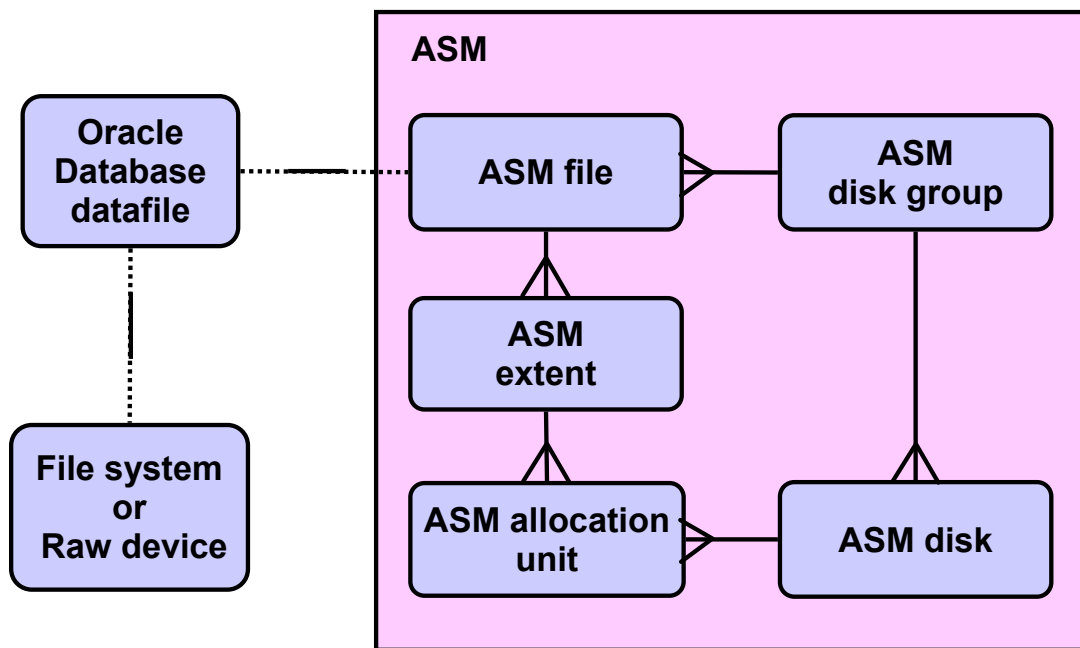 ASM
Oracle
Database
datafile
ASM file
ASM
disk group
ASM
extent
File system
or
Raw device
ASM allocation
unit
ASM disk